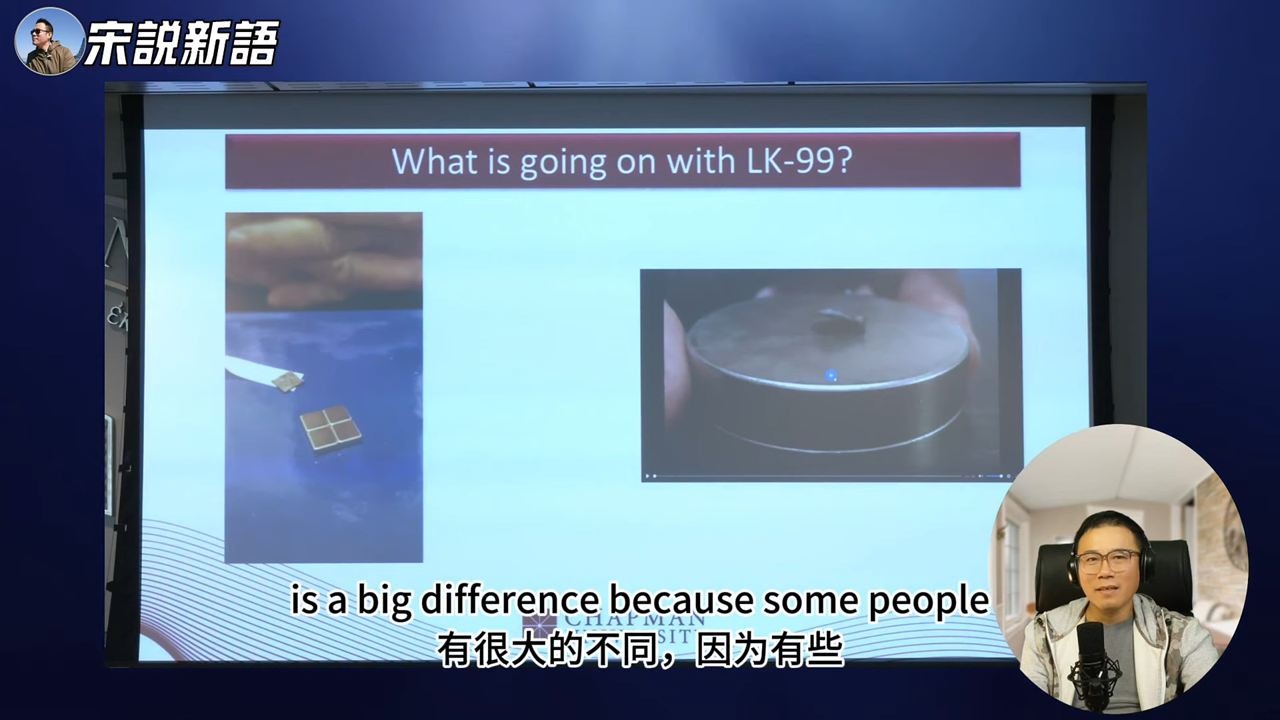 宋説新語
What is going on with LK-99?
is a big difference because some people
CHAPMAN
有很大的不同，因为有些